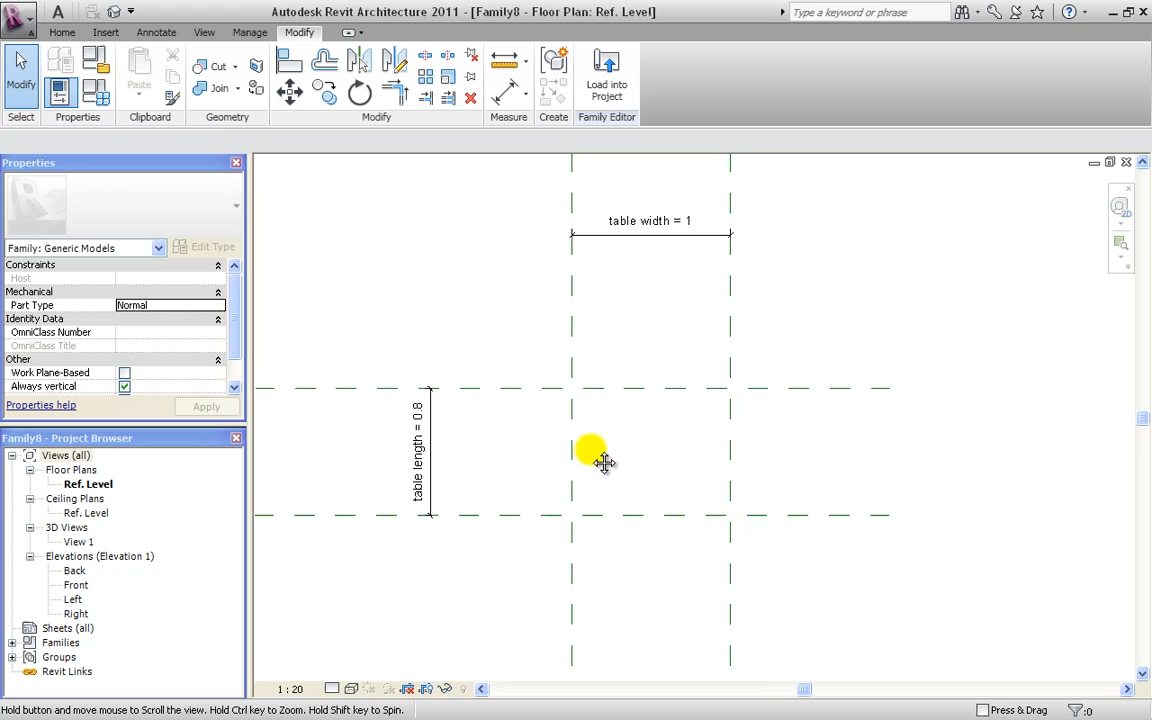 Autodesk Revit Architecture 2011 - [Family8 - Floor Plan: Ref. Level]
Type a keyword or phrase
Home Insert Annotate View Manage Modify
Modify
Paste
Cut
Join
Load into
Project
Select Properties Clipboard Geometry Modify Measure Create Family Editor
Properties
Family: Generic Models
Edit Type
Constraints
Host
Mechanical
Part Type Normal
Identity Data
OmniClass Number
OmniClass Title
Other
Work Plane-Based
Always vertical
Properties help
Apply
Family8 - Project Browser
Views (all)
Floor Plans
Ref. Level
Ceiling Plans
Ref. Level
3D Views
View 1
Elevations (Elevation 1)
Back
Front
Left
Right
Sheets (all)
Families
Groups
Revit Links
table width = 1
table length = 0.8
2D
1 : 20
Hold button and move mouse to Scroll the view. Hold Ctrl key to Zoom. Hold Shift key to Spin.
Press & Drag
:0